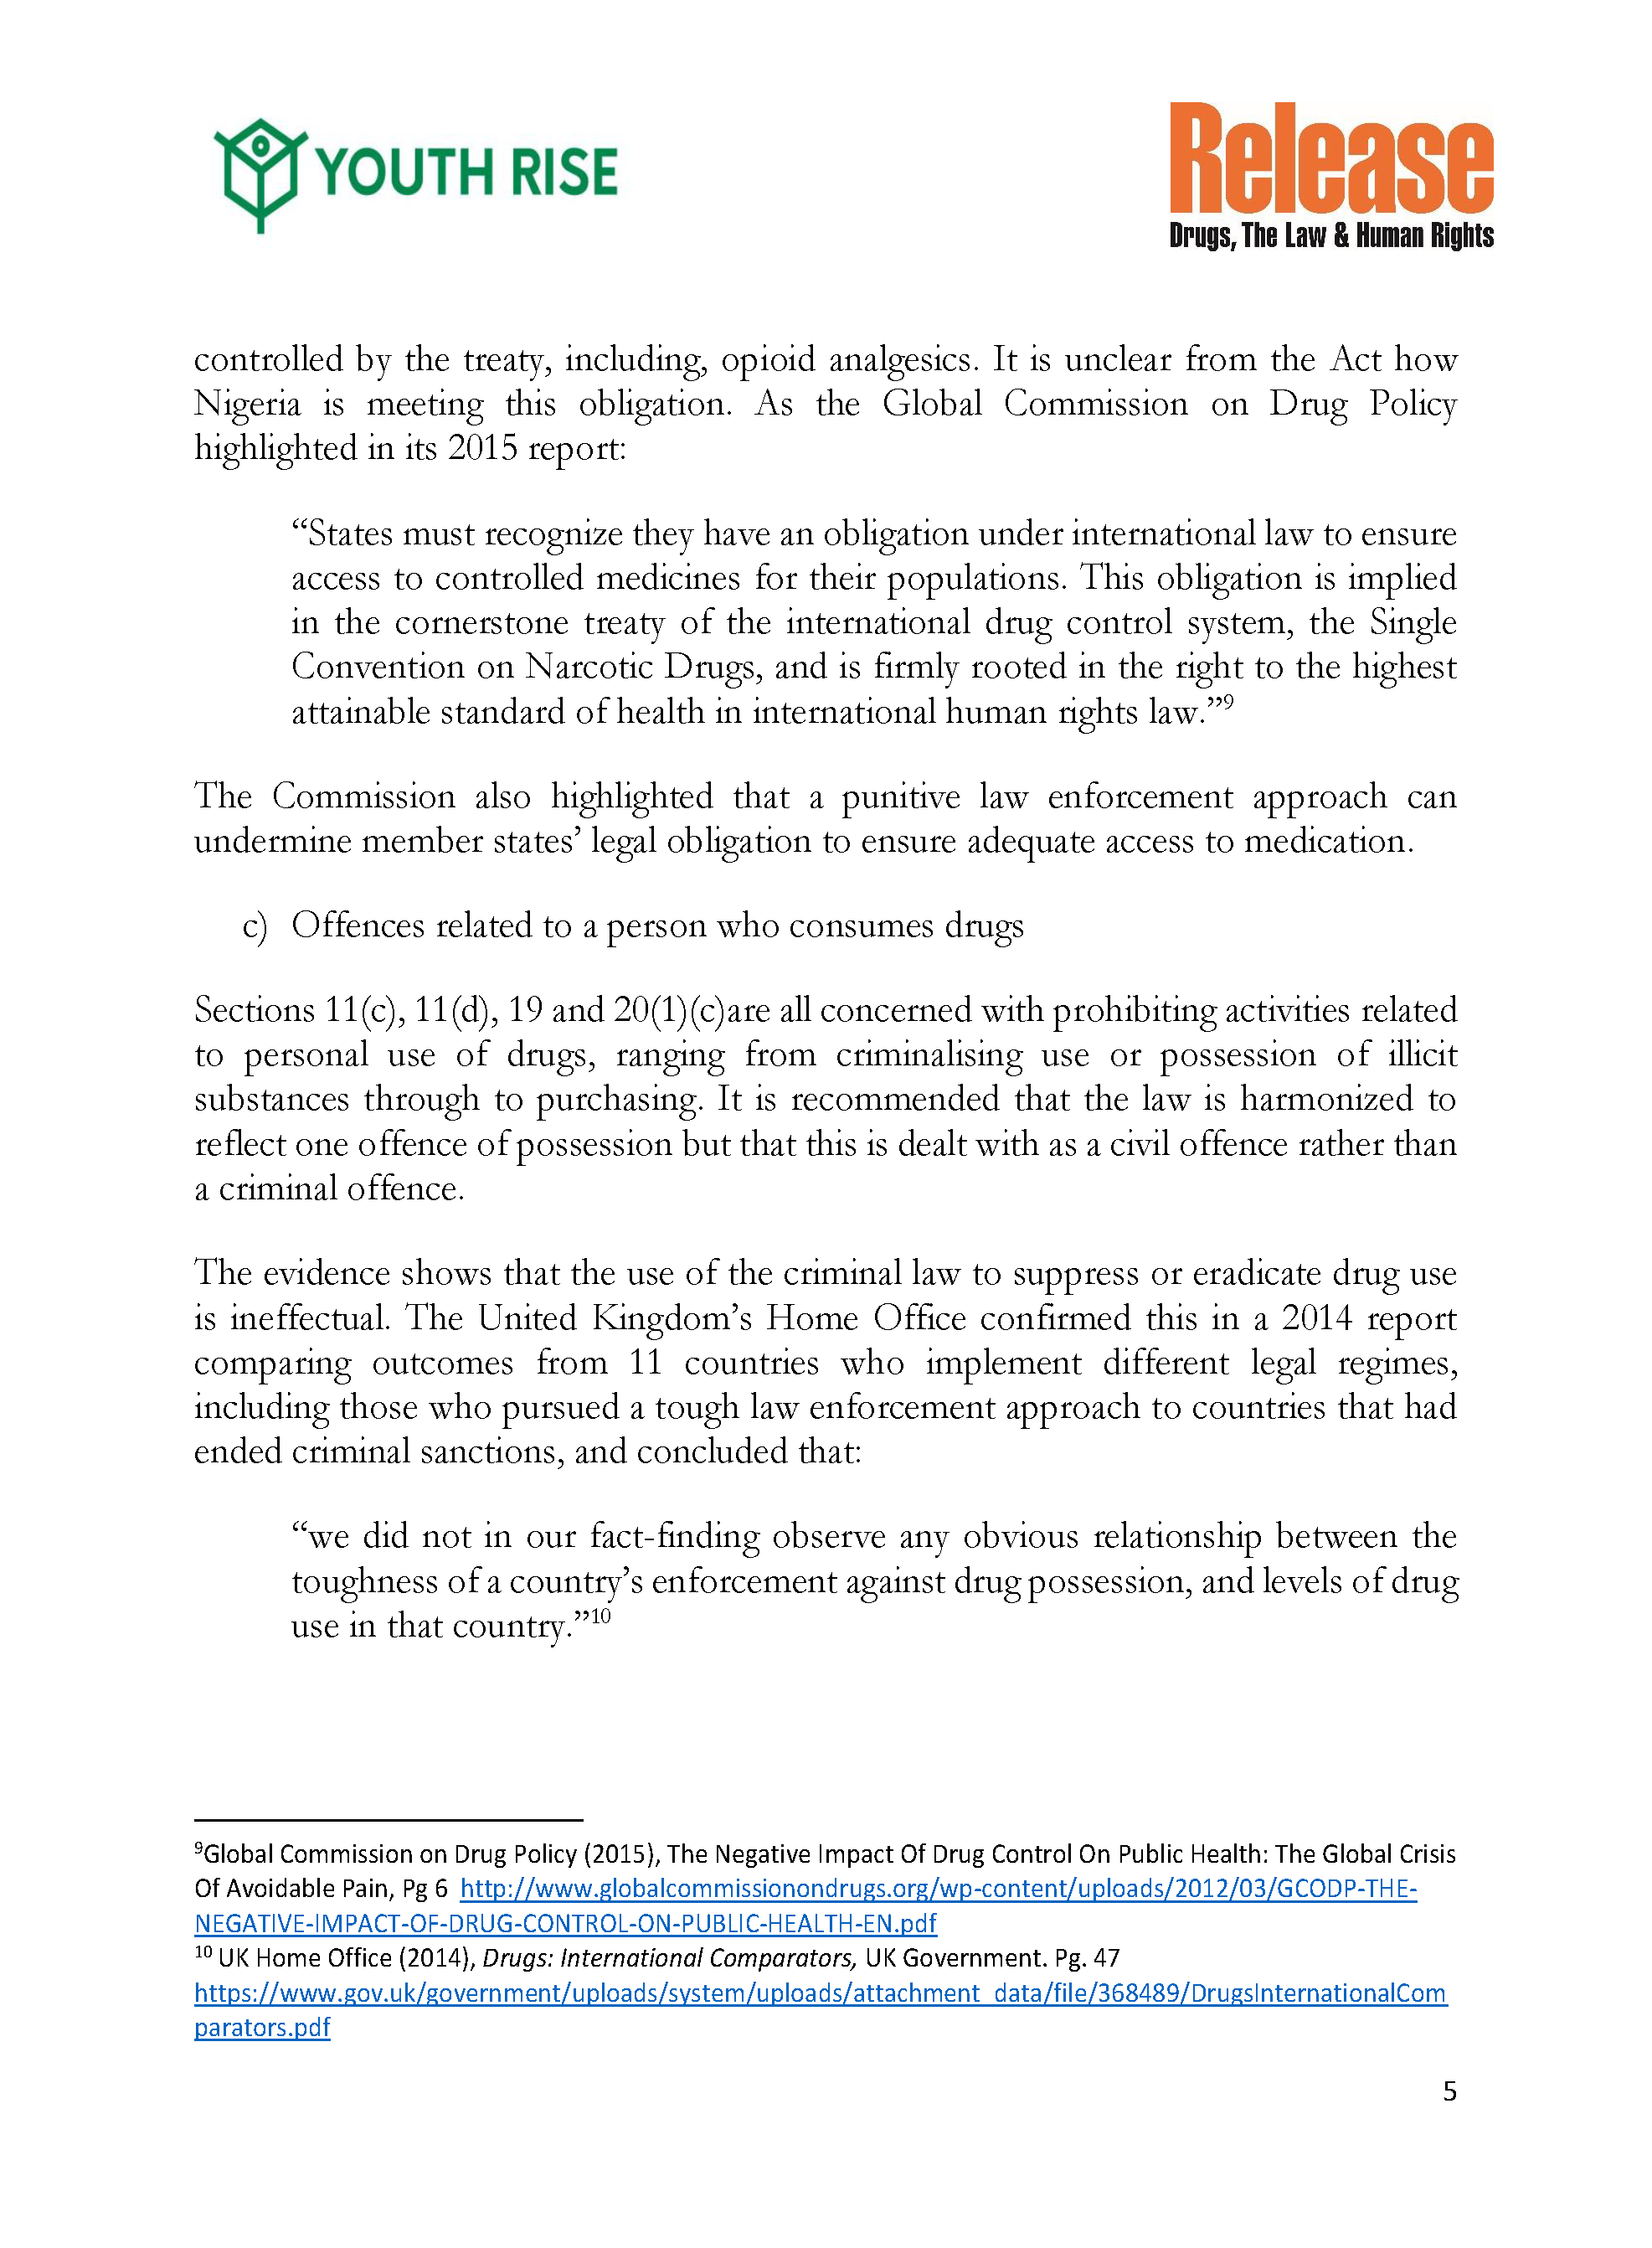 YOUTH RISE
Release
Drugs, The Law & Human Rights
controlled by the treaty, including, opioid analgesics. It is unclear from the Act how
Nigeria is meeting this obligation. As the Global Commission on Drug Policy
highlighted in its 2015 report:
“States must recognize they have an obligation under international law to ensure
access to controlled medicines for their populations. This obligation is implied
in the cornerstone treaty of the international drug control system, the Single
Convention on Narcotic Drugs, and is firmly rooted in the right to the highest
attainable standard of health in international human rights law.”9
The Commission also highlighted that a punitive law enforcement approach can
undermine member states’ legal obligation to ensure adequate access to medication.
c) Offences related to a person who consumes drugs
Sections 11(c), 11(d), 19 and 20(1)(c)are all concerned with prohibiting activities related
to personal use of drugs, ranging from criminalising use or possession of illicit
substances through to purchasing. It is recommended that the law is harmonized to
reflect one offence of possession but that this is dealt with as a civil offence rather than
a criminal offence.
The evidence shows that the use of the criminal law to suppress or eradicate drug use
is ineffectual. The United Kingdom’s Home Office confirmed this in a 2014 report
comparing outcomes from 11 countries who implement different legal regimes,
including those who pursued a tough law enforcement approach to countries that had
ended criminal sanctions, and concluded that:
“we did not in our fact-finding observe any obvious relationship between the
toughness of a country’s enforcement against drug possession, and levels of drug
use in that country.”10
9Global Commission on Drug Policy (2015), The Negative Impact Of Drug Control On Public Health: The Global Crisis
Of Avoidable Pain, Pg 6 http://www.globalcommissionondrugs.org/wp-content/uploads/2012/03/GCODP-THE-
NEGATIVE-IMPACT-OF-DRUG-CONTROL-ON-PUBLIC-HEALTH-EN.pdf
10 UK Home Office (2014), Drugs: International Comparators, UK Government. Pg. 47
https://www.gov.uk/government/uploads/system/uploads/attachment_data/file/368489/DrugsInternationalCom
parators.pdf
5